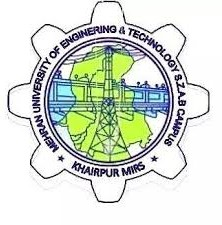 MEHRAN UNIVERSITY OF ENGINEERING & TECHNOLOGY S.Z.A.B CAMPUS
KHAIRPUR MIRS